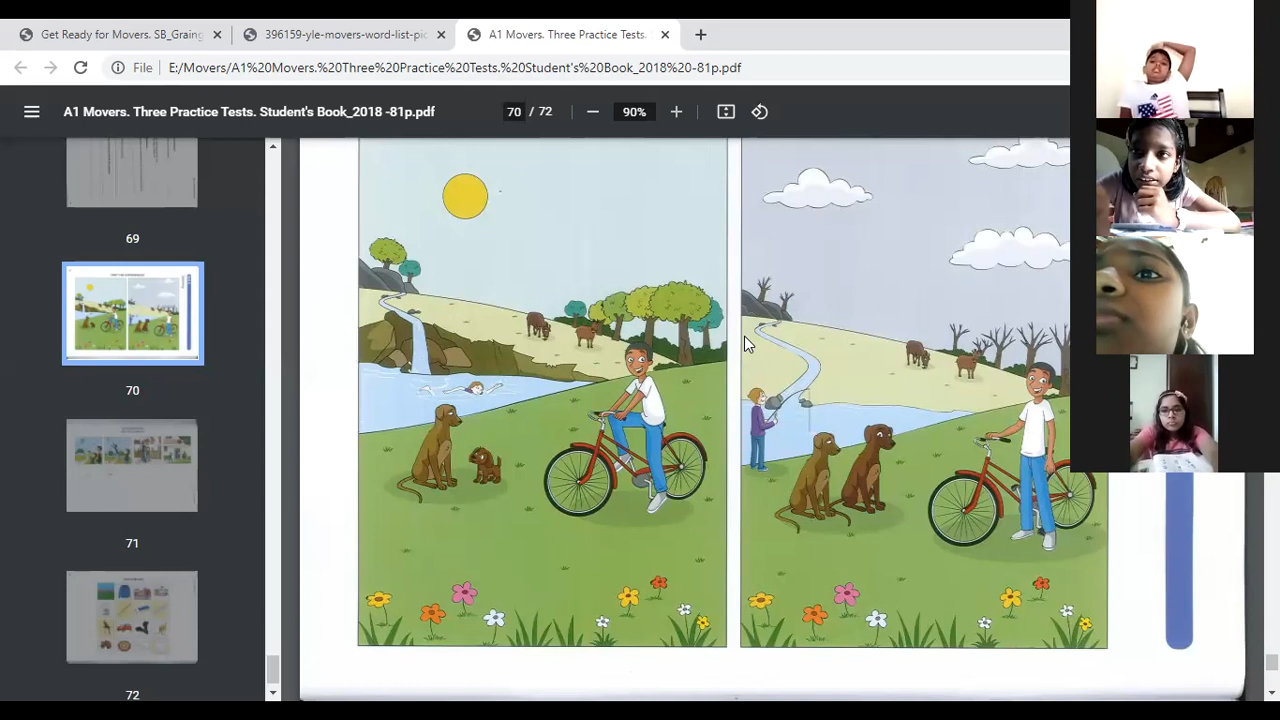 Get Ready for Movers. SB_Graing
396159-yle-movers-word-list-pic
A1 Movers. Three Practice Tests.
File
E:/Movers/A1%20Movers.%20Three%20Practice%20Tests.%20Student's%20Book_2018%20-81p.pdf
A1 Movers. Three Practice Tests. Student's Book_2018 -81p.pdf
70 / 72
90%
69
70
71
72